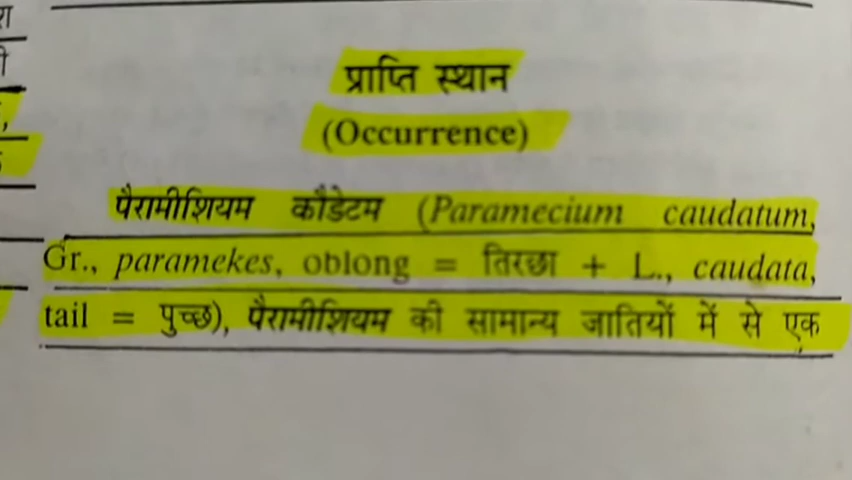 प्राप्ति स्थान
(Occurrence)
पैरामीशियम कौडेटम (Paramecium caudatum,
Gr., paramekes, oblong = तिरछा + L., caudata,
tail = पुच्छ), पैरामीशियम की सामान्य जातियों में से एक